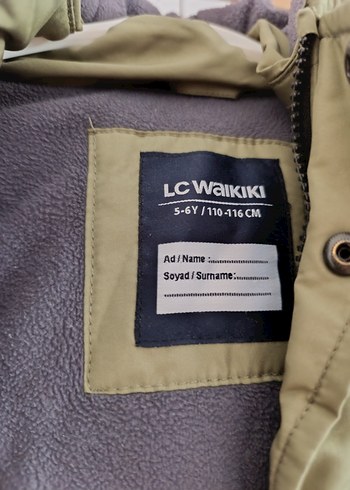 LC WAIKIKI
5-6Y / 110-116 CM
Ad / Name :
Soyad / Surname: